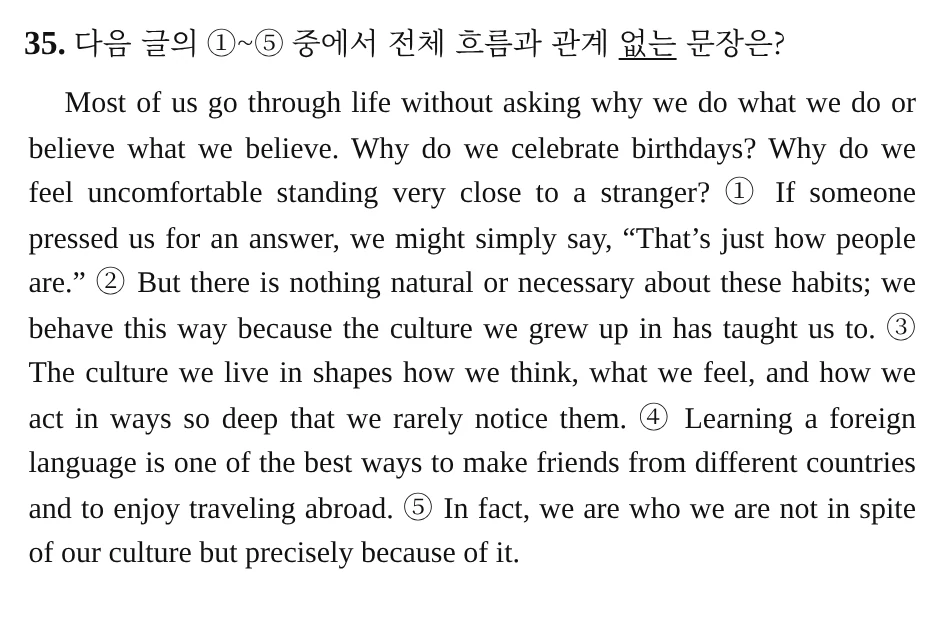 35. 다음 글의 ①~⑤ 중에서 전체 흐름과 관계 없는 문장은?
Most of us go through life without asking why we do what we do or
believe what we believe. Why do we celebrate birthdays? Why do we
feel uncomfortable standing very close to a stranger? ① If someone
pressed us for an answer, we might simply say, “That’s just how people
are.” ② But there is nothing natural or necessary about these habits; we
behave this way because the culture we grew up in has taught us to. ③
The culture we live in shapes how we think, what we feel, and how we
act in ways so deep that we rarely notice them. ④ Learning a foreign
language is one of the best ways to make friends from different countries
and to enjoy traveling abroad. ⑤ In fact, we are who we are not in spite
of our culture but precisely because of it.